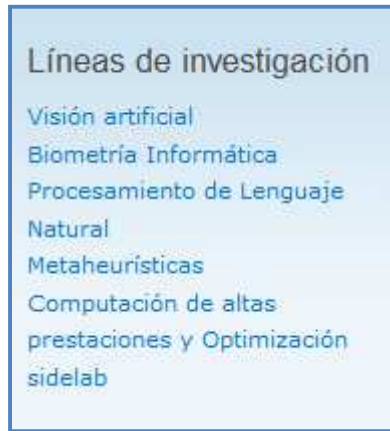 Líneas de investigación
Visión artificial
Biometría Informática
Procesamiento de Lenguaje
Natural
Metaheurísticas
Computación de altas
prestaciones y Optimización
sidelab